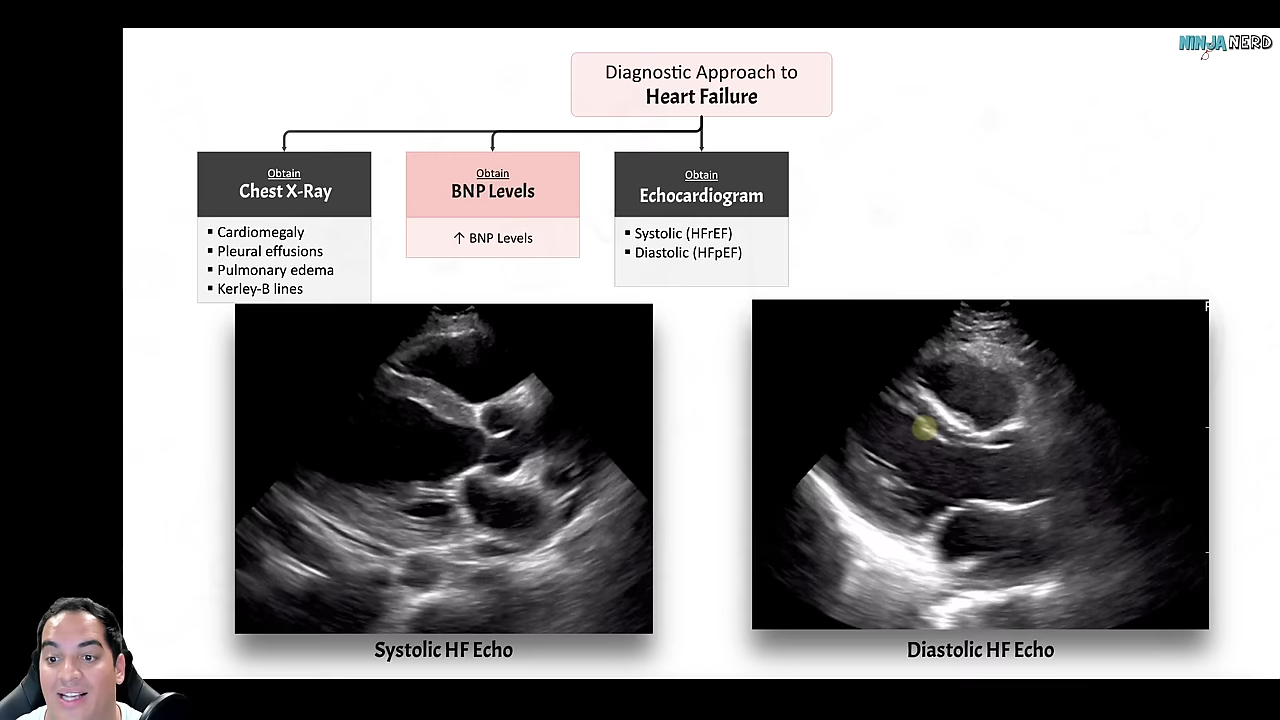 NINJA NERD
Diagnostic Approach to
Heart Failure
Obtain
Chest X-Ray
▪ Cardiomegaly
▪ Pleural effusions
▪ Pulmonary edema
▪ Kerley-B lines
Obtain
BNP Levels
↑ BNP Levels
Obtain
Echocardiogram
▪ Systolic (HFrEF)
▪ Diastolic (HFpEF)
Systolic HF Echo
Diastolic HF Echo